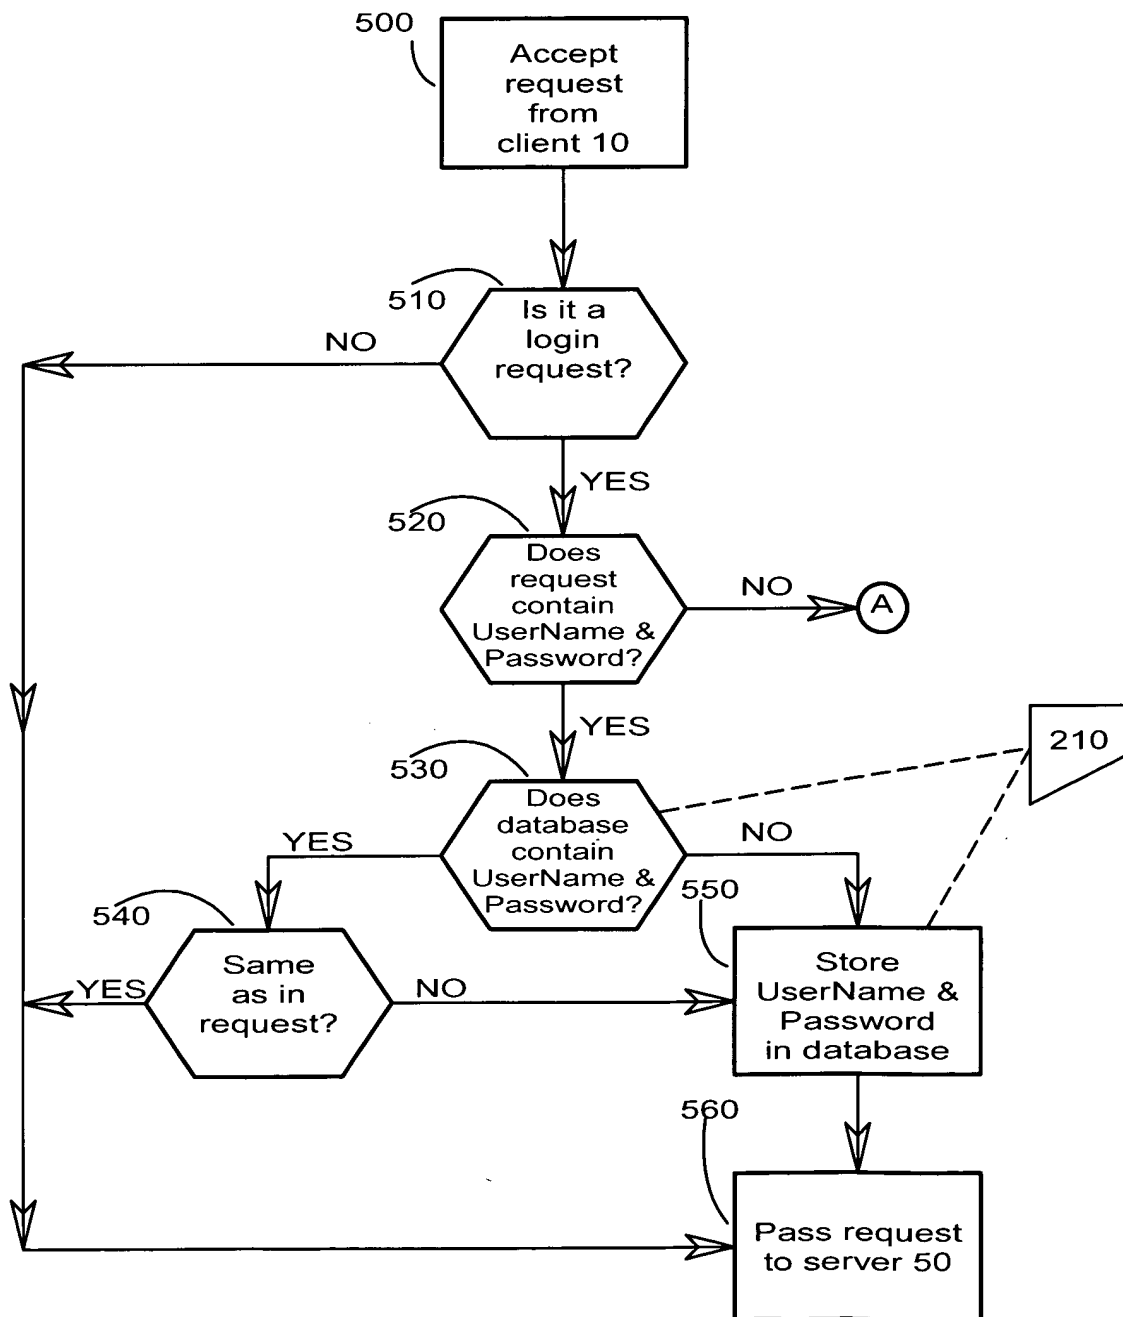 500
Accept
request
from
client 10
510
Is it a
login
request?
NO
YES
520
Does
request
contain
UserName &
Password?
NO
A
YES
210
530
Does
database
contain
UserName &
Password?
YES
NO
540
Same
as in
request?
YES
NO
550
Store
UserName &
Password
in database
560
Pass request
to server 50